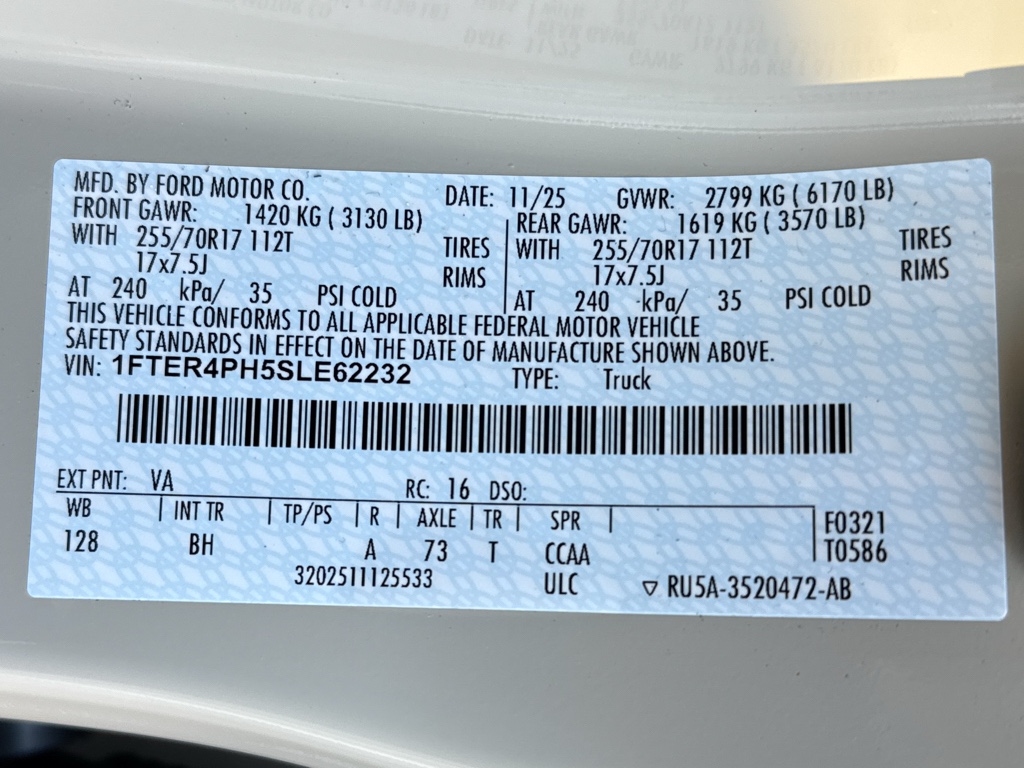 MFD. BY FORD MOTOR CO. DATE: 11/25 GVWR: 2799 KG ( 6170 LB)
FRONT GAWR: 1420 KG ( 3130 LB) REAR GAWR: 1619 KG ( 3570 LB)
WITH 255/70R17 112T TIRES WITH 255/70R17 112T TIRES
17x7.5J RIMS 17x7.5J RIMS
AT 240 kPa/ 35 PSI COLD AT 240 kPa/ 35 PSI COLD
THIS VEHICLE CONFORMS TO ALL APPLICABLE FEDERAL MOTOR VEHICLE
SAFETY STANDARDS IN EFFECT ON THE DATE OF MANUFACTURE SHOWN ABOVE.
VIN: 1FTER4PH5SLE62232 TYPE: Truck
EXT PNT: VA RC: 16 DSO:
WB INT TR TP/PS R AXLE TR SPR F0321
128 BH A 73 T CCAA T0586
3202511125533 ULC ▽ RU5A-3520472-AB